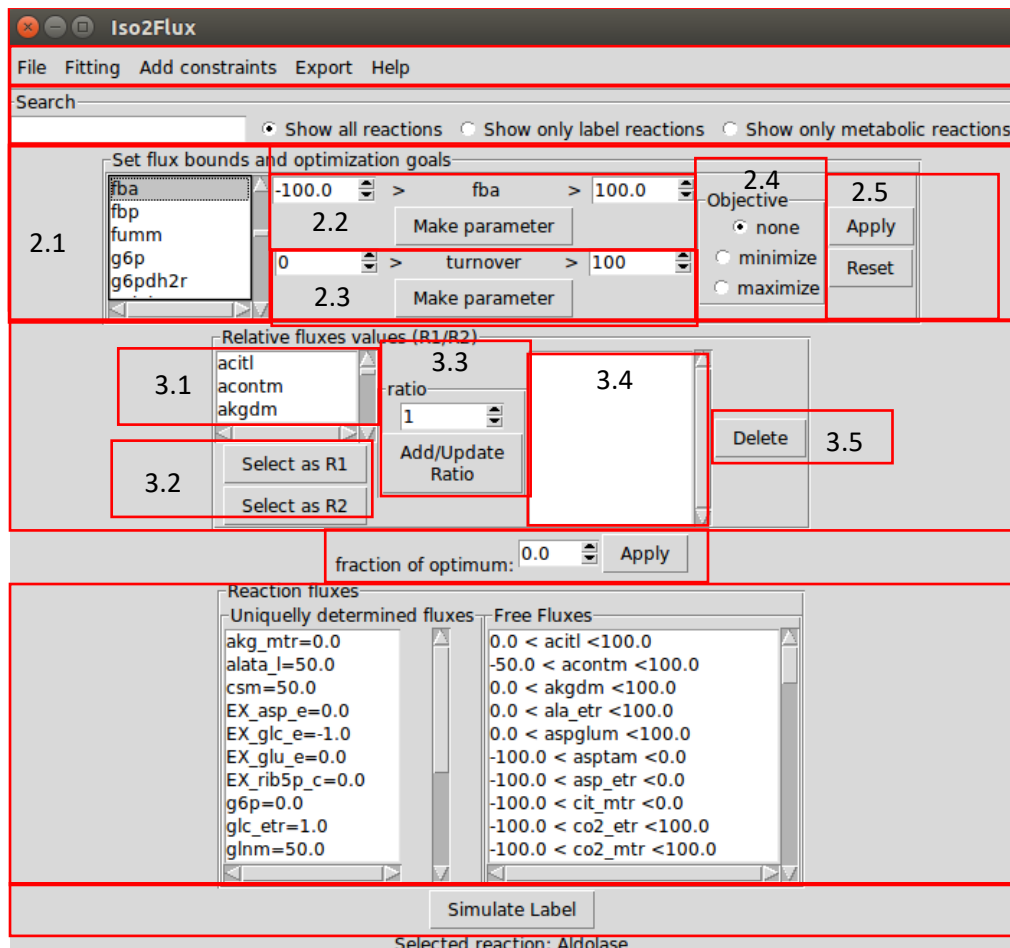 Iso2Flux
File Fitting Add constraints Export Help
Search
Show all reactions Show only label reactions Show only metabolic reactions
Set flux bounds and optimization goals
2.1
fba
fbp
fumm
g6p
g6pdh2r
-100.0 > fba > 100.0
2.2 Make parameter
0 > turnover > 100
2.3 Make parameter
2.4
Objective
none
minimize
maximize
2.5
Apply
Reset
Relative fluxes values (R1/R2)
3.1
acitl
acontm
akgdm
3.2
Select as R1
Select as R2
3.3
ratio
1
Add/Update
Ratio
3.4
Delete 3.5
fraction of optimum: 0.0 Apply
Reaction fluxes
Uniquelly determined fluxes
akg_mtr=0.0
alata_l=50.0
csm=50.0
EX_asp_e=0.0
EX_glc_e=-1.0
EX_glu_e=0.0
EX_rib5p_c=0.0
g6p=0.0
glc_etr=1.0
glnm=50.0
Free Fluxes
0.0 < acitl <100.0
-50.0 < acontm <100.0
0.0 < akgdm <100.0
0.0 < ala_etr <100.0
0.0 < aspglum <100.0
-100.0 < asptam <0.0
-100.0 < asp_etr <0.0
-100.0 < cit_mtr <0.0
-100.0 < co2_etr <100.0
-100.0 < co2_mtr <100.0
Simulate Label
Selected reaction: Aldolase